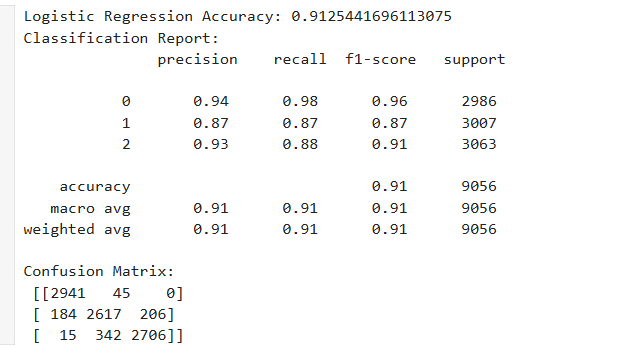 Logistic Regression Accuracy: 0.9125441696113075
Classification Report:
              precision    recall  f1-score   support

           0       0.94      0.98      0.96      2986
           1       0.87      0.87      0.87      3007
           2       0.93      0.88      0.91      3063

    accuracy                           0.91      9056
   macro avg       0.91      0.91      0.91      9056
weighted avg       0.91      0.91      0.91      9056

Confusion Matrix:
 [[2941   45    0]
 [ 184 2617  206]
 [  15  342 2706]]